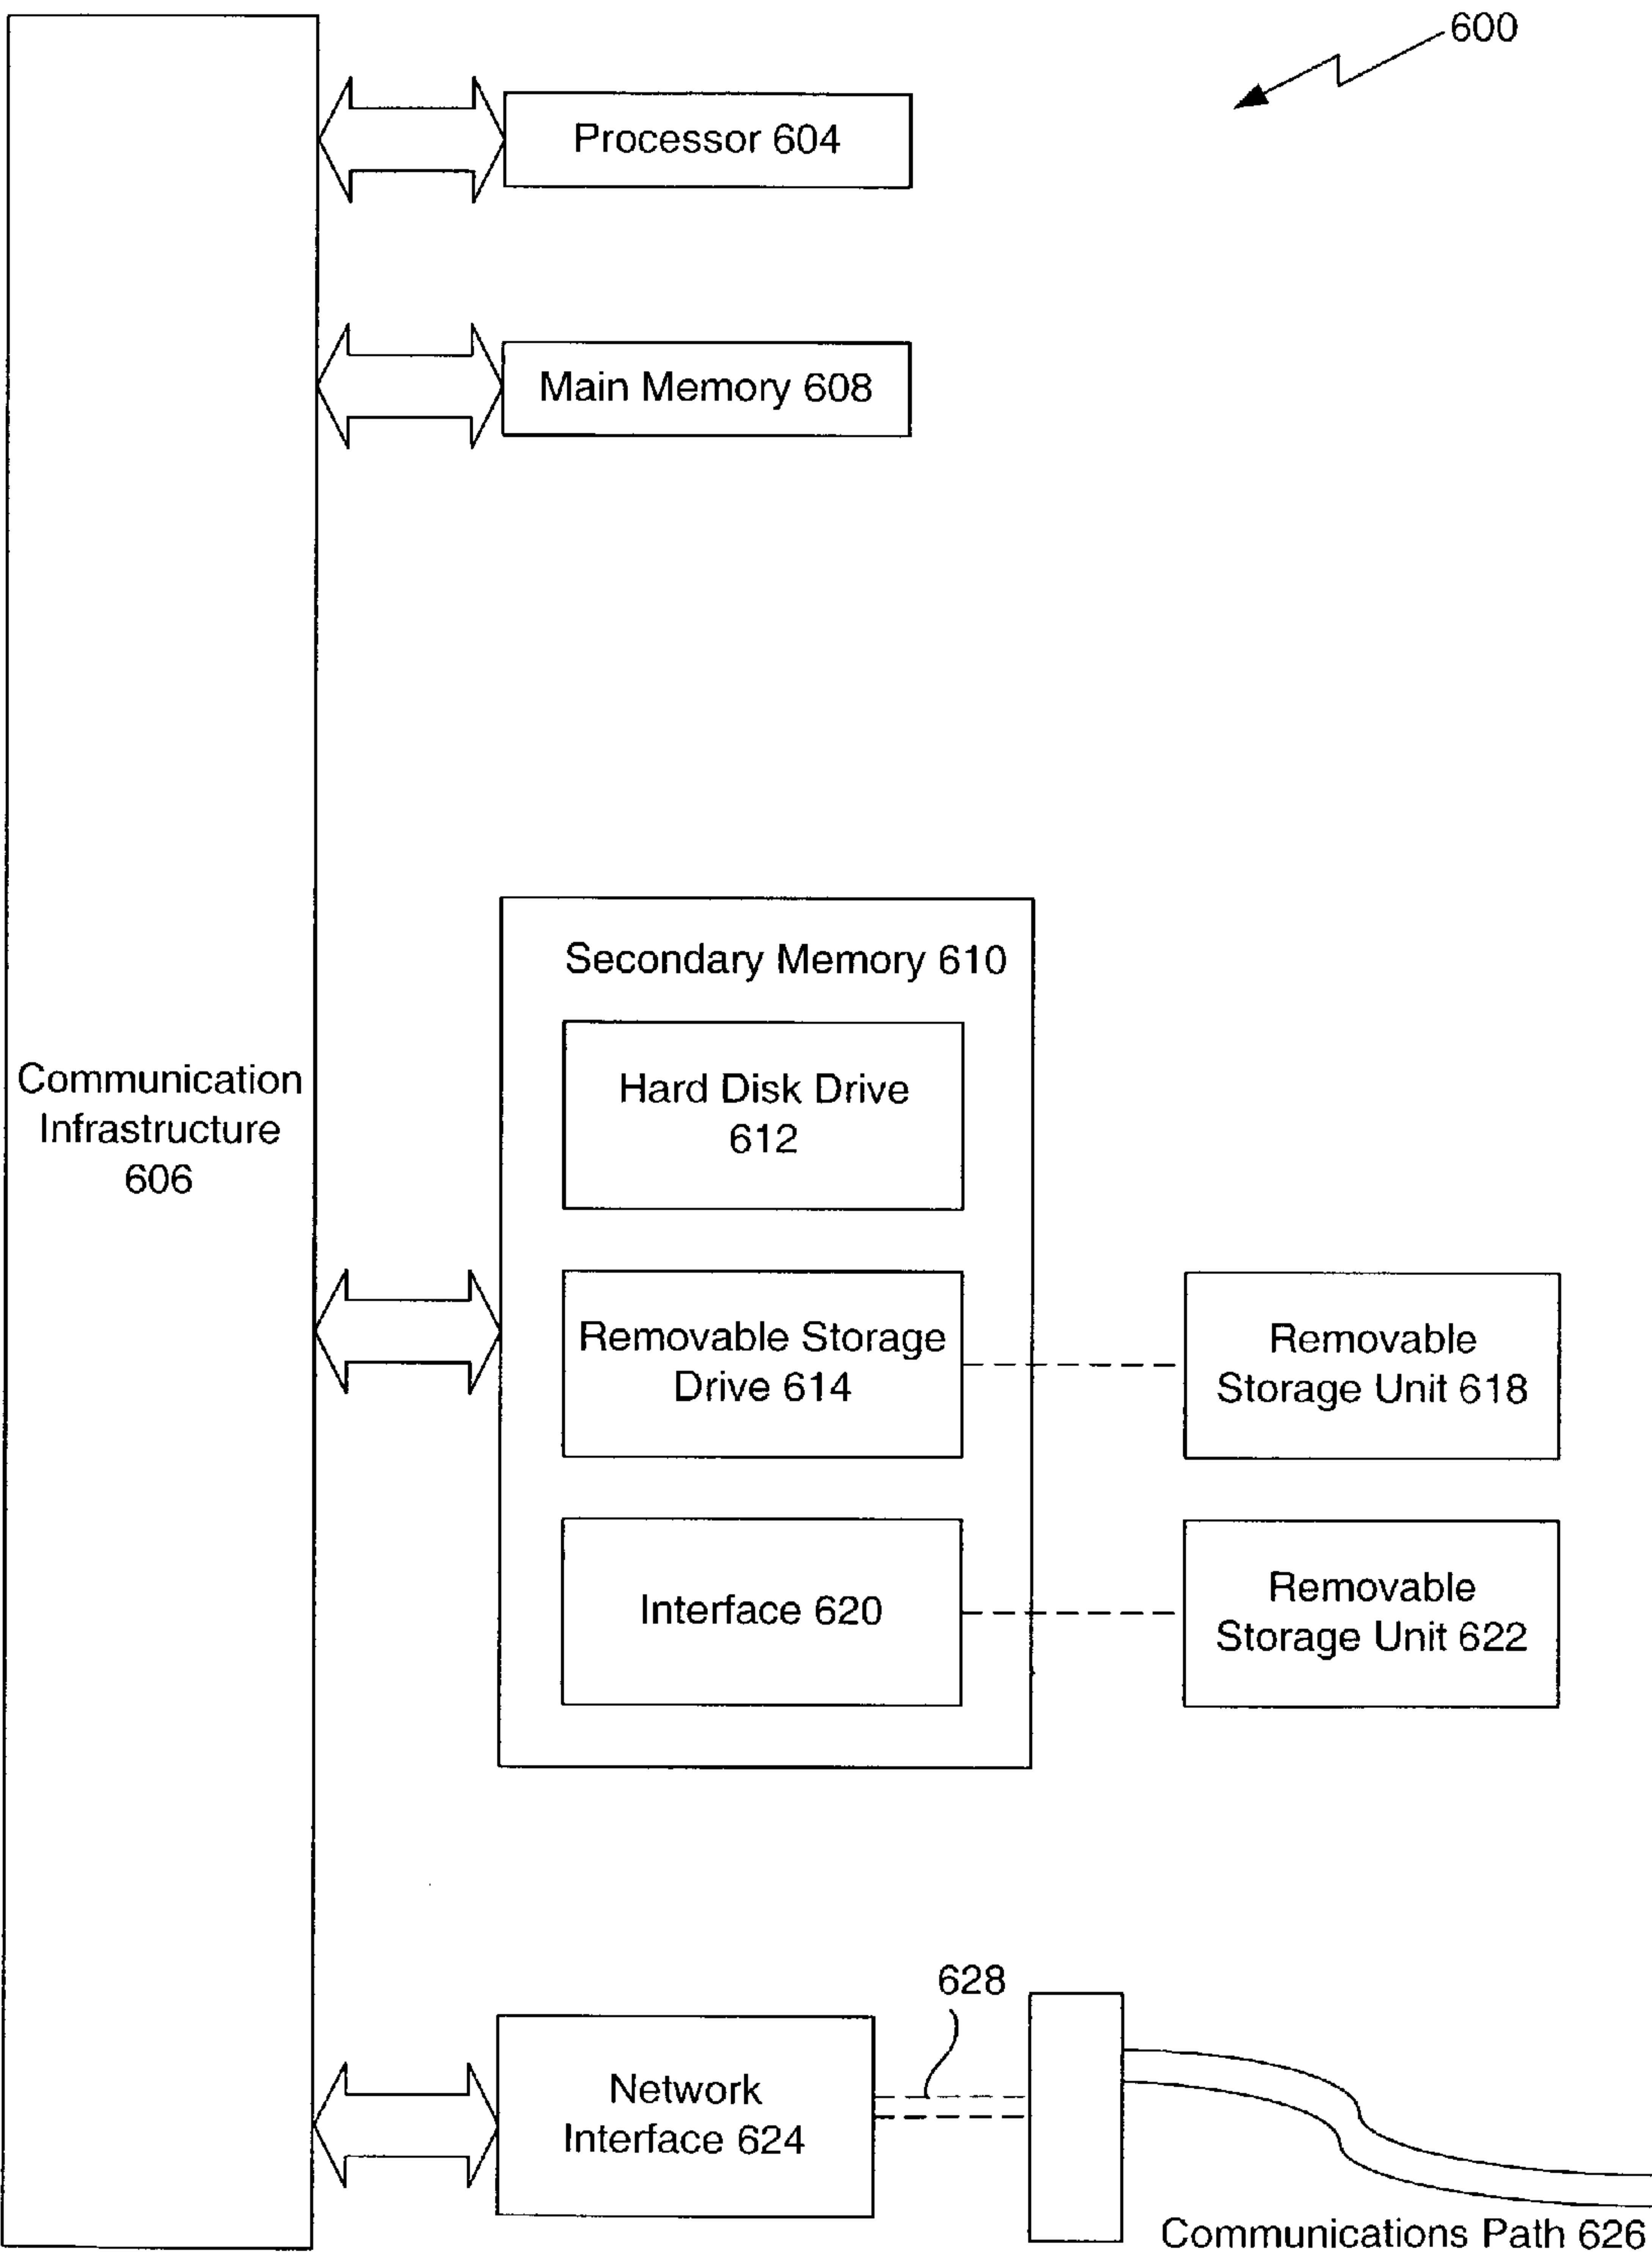 600
Processor 604
Main Memory 608
Secondary Memory 610
Hard Disk Drive
612
Communication
Infrastructure
606
Removable Storage
Drive 614
Removable
Storage Unit 618
Interface 620
Removable
Storage Unit 622
628
Network
Interface 624
Communications Path 626